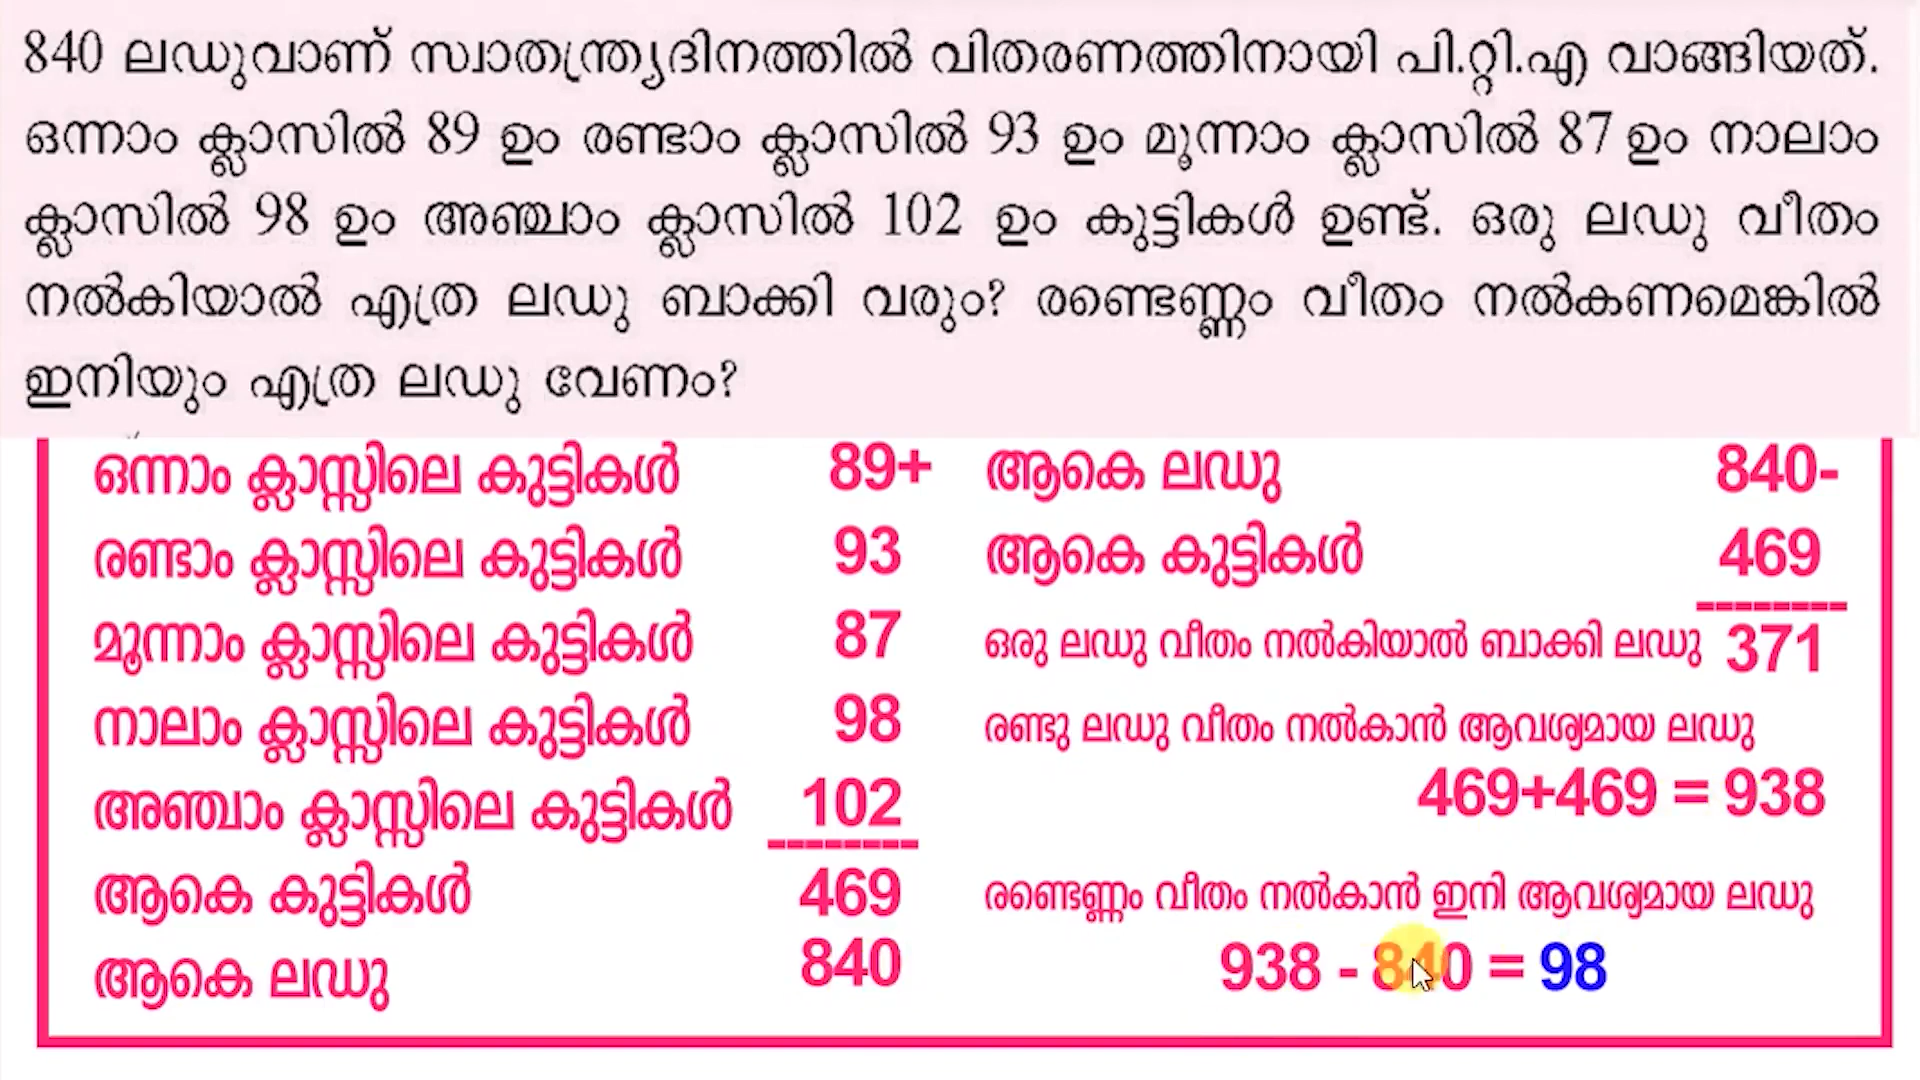 840 ലഡുവാണ് സ്വാതന്ത്ര്യദിനത്തിൽ വിതരണത്തിനായി പി.റ്റി.എ വാങ്ങിയത്.
ഒന്നാം ക്ലാസിൽ 89 ഉം രണ്ടാം ക്ലാസിൽ 93 ഉം മൂന്നാം ക്ലാസിൽ 87 ഉം നാലാം
ക്ലാസിൽ 98 ഉം അഞ്ചാം ക്ലാസിൽ 102 ഉം കുട്ടികൾ ഉണ്ട്. ഒരു ലഡു വീതം
നൽകിയാൽ എത്ര ലഡു ബാക്കി വരും? രണ്ടെണ്ണം വീതം നൽകണമെങ്കിൽ
ഇനിയും എത്ര ലഡു വേണം?
ഒന്നാം ക്ലാസ്സിലെ കുട്ടികൾ 89+
രണ്ടാം ക്ലാസ്സിലെ കുട്ടികൾ 93
മൂന്നാം ക്ലാസ്സിലെ കുട്ടികൾ 87
നാലാം ക്ലാസ്സിലെ കുട്ടികൾ 98
അഞ്ചാം ക്ലാസ്സിലെ കുട്ടികൾ 102
--------
ആകെ കുട്ടികൾ 469
ആകെ ലഡു 840
ആകെ ലഡു 840-
ആകെ കുട്ടികൾ 469
--------
ഒരു ലഡു വീതം നൽകിയാൽ ബാക്കി ലഡു 371
രണ്ടു ലഡു വീതം നൽകാൻ ആവശ്യമായ ലഡു
469+469 = 938
രണ്ടെണ്ണം വീതം നൽകാൻ ഇനി ആവശ്യമായ ലഡു
938 - 840 = 98